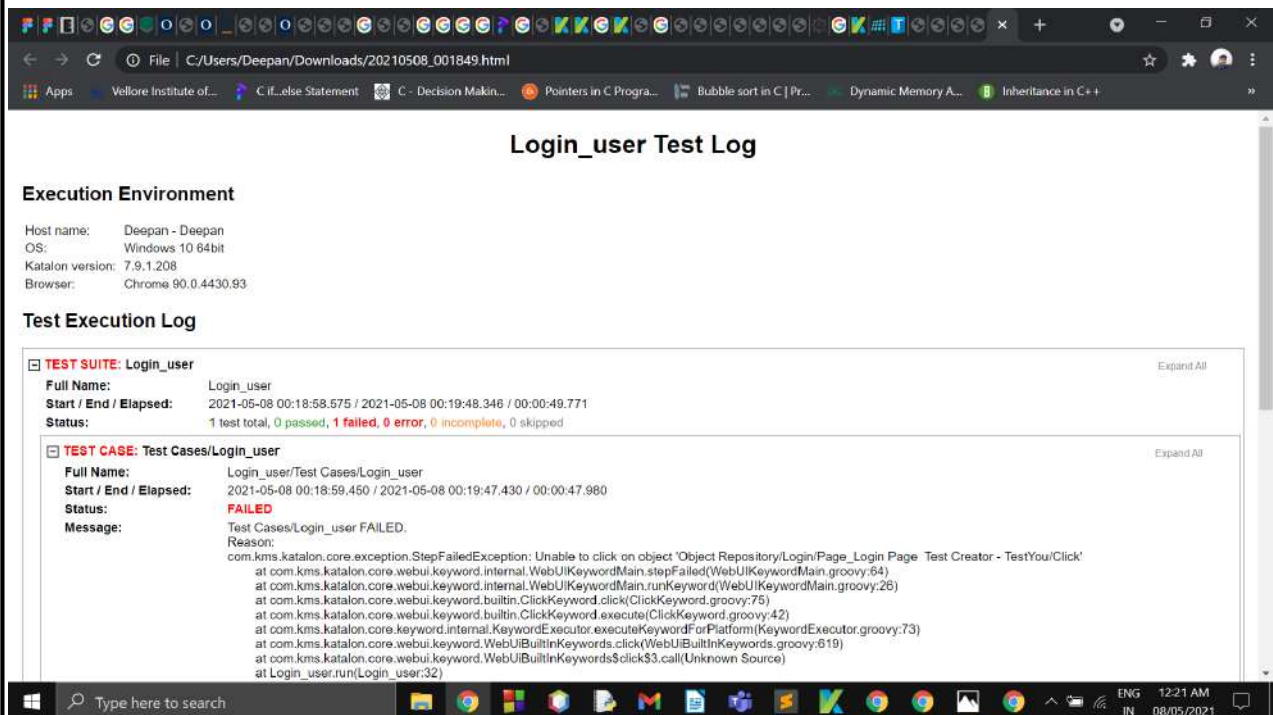 File | C:/Users/Deepan/Downloads/20210508_001849.html
Apps Vellore Institute of... C if...else Statement C - Decision Makin... Pointers in C Progra... Bubble sort in C | Pr... Dynamic Memory A... Inheritance in C++ »
Login_user Test Log
Execution Environment
Host name: Deepan - Deepan
OS: Windows 10 64bit
Katalon version: 7.9.1.208
Browser: Chrome 90.0.4430.93
Test Execution Log
TEST SUITE: Login_user Expand All
Full Name: Login_user
Start / End / Elapsed: 2021-05-08 00:18:58.575 / 2021-05-08 00:19:48.346 / 00:00:49.771
Status: 1 test total, 0 passed, 1 failed, 0 error, 0 incomplete, 0 skipped
TEST CASE: Test Cases/Login_user Expand All
Full Name: Login_user/Test Cases/Login_user
Start / End / Elapsed: 2021-05-08 00:18:59.450 / 2021-05-08 00:19:47.430 / 00:00:47.980
Status: FAILED
Message: Test Cases/Login_user FAILED.
Reason:
com.kms.katalon.core.exception.StepFailedException: Unable to click on object 'Object Repository/Login/Page_Login Page  Test Creator - TestYou/Click'
at com.kms.katalon.core.webui.keyword.internal.WebUIKeywordMain.stepFailed(WebUIKeywordMain.groovy:64)
at com.kms.katalon.core.webui.keyword.internal.WebUIKeywordMain.runKeyword(WebUIKeywordMain.groovy:26)
at com.kms.katalon.core.webui.keyword.builtin.ClickKeyword.click(ClickKeyword.groovy:75)
at com.kms.katalon.core.webui.keyword.builtin.ClickKeyword.execute(ClickKeyword.groovy:42)
at com.kms.katalon.core.keyword.internal.KeywordExecutor.executeKeywordForPlatform(KeywordExecutor.groovy:73)
at com.kms.katalon.core.webui.keyword.WebUiBuiltInKeywords.click(WebUiBuiltInKeywords.groovy:619)
at com.kms.katalon.core.webui.keyword.WebUiBuiltInKeywords$click$3.call(Unknown Source)
at Login_user.run(Login_user:32)
Type here to search ENG 12:21 AM
IN 08/05/2021